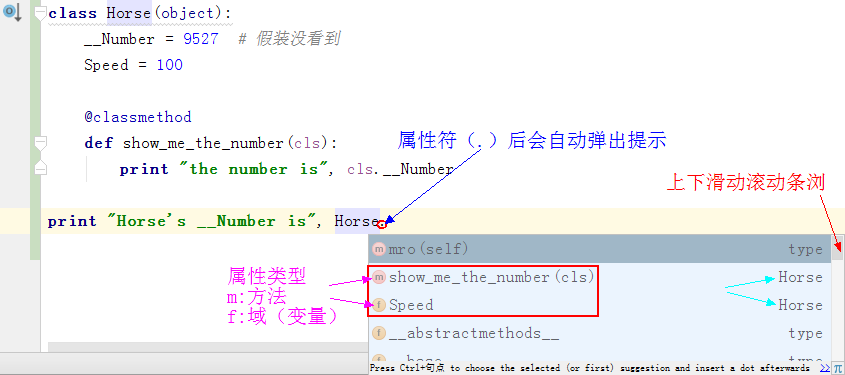 class Horse(object):
__Number = 9527  # 假装没看到
Speed = 100
@classmethod
def show_me_the_number(cls):
print "the number is", cls.__Number
属性符（.）后会自动弹出提示
上下滑动滚动条浏
print "Horse's __Number is", Horse.
m mro(self) type
m show_me_the_number(cls) Horse
f Speed Horse
f __abstractmethods__ type
f __base__ type
属性类型
m:方法
f:域（变量）
Press Ctrl+句点 to choose the selected (or first) suggestion and insert a dot afterwards >> π